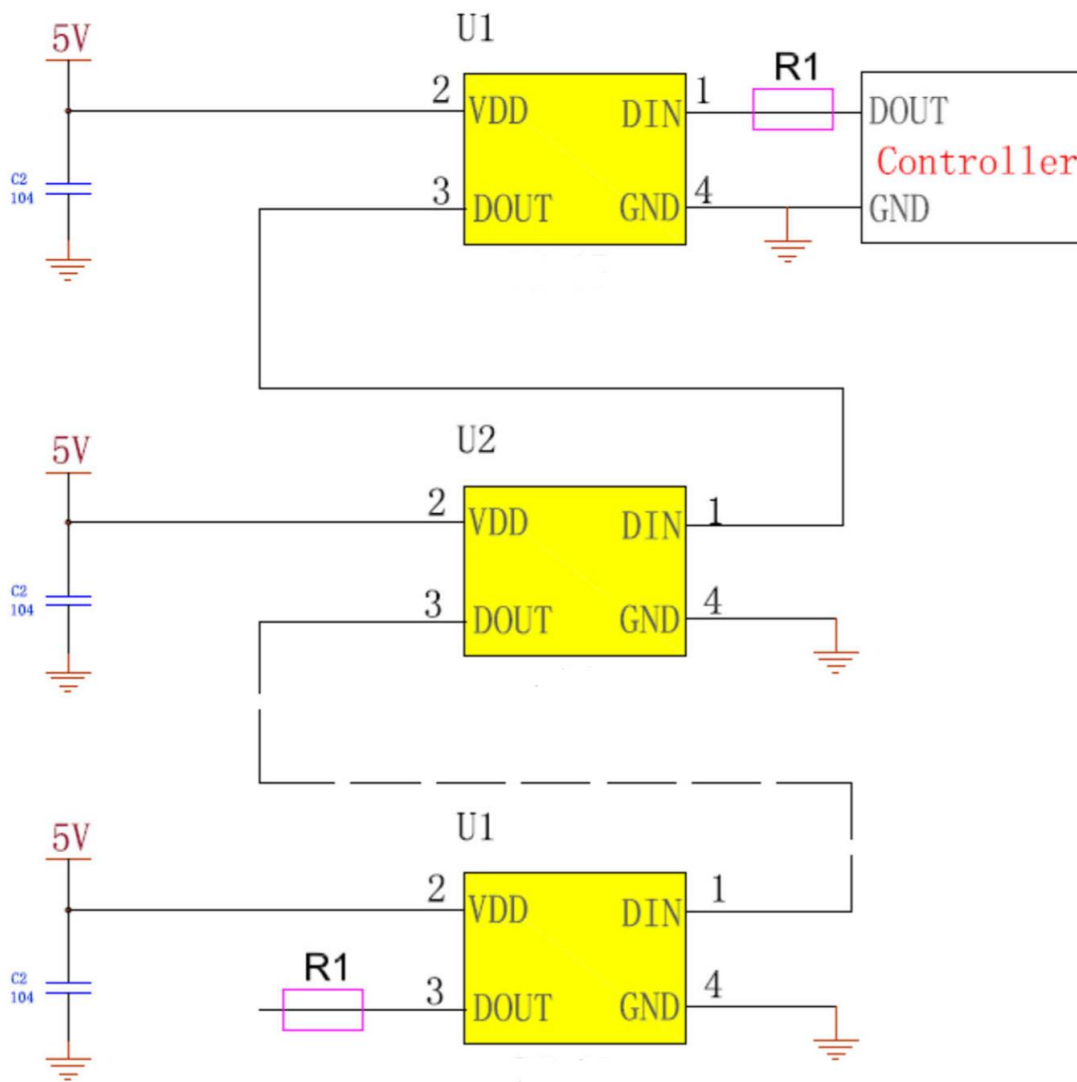 U1
5V
R1
2
VDD
DIN
1
DOUT
Controller
C2
104
3
DOUT
GND
4
GND
U2
5V
2
VDD
DIN
1
C2
104
3
DOUT
GND
4
U1
5V
2
VDD
DIN
1
C2
104
R1
3
DOUT
GND
4